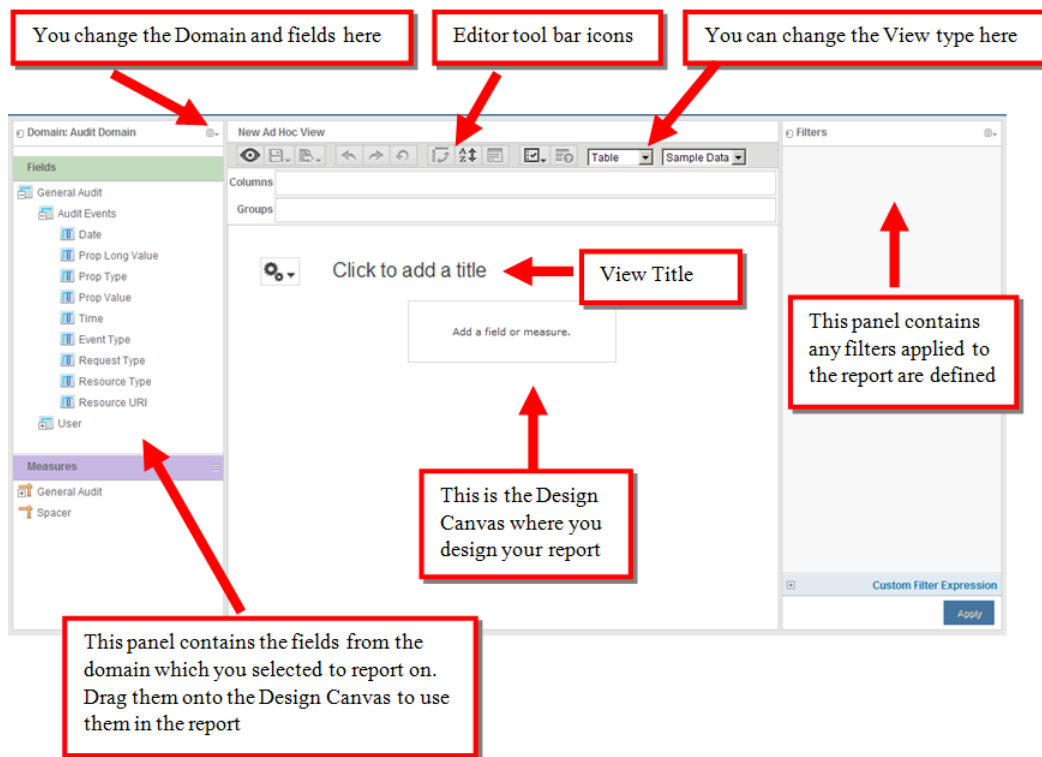 You change the Domain and fields here
Editor tool bar icons
You can change the View type here
Domain: Audit Domain
New Ad Hoc View
Filters
Fields
Table
Sample Data
Columns
Groups
General Audit
Audit Events
Date
Prop Long Value
Prop Type
Prop Value
Time
Event Type
Request Type
Resource Type
Resource URI
User
Click to add a title
View Title
Add a field or measure.
This panel contains
any filters applied to
the report are defined
Measures
General Audit
Spacer
This is the Design
Canvas where you
design your report
Custom Filter Expression
Apply
This panel contains the fields from the
domain which you selected to report on.
Drag them onto the Design Canvas to use
them in the report